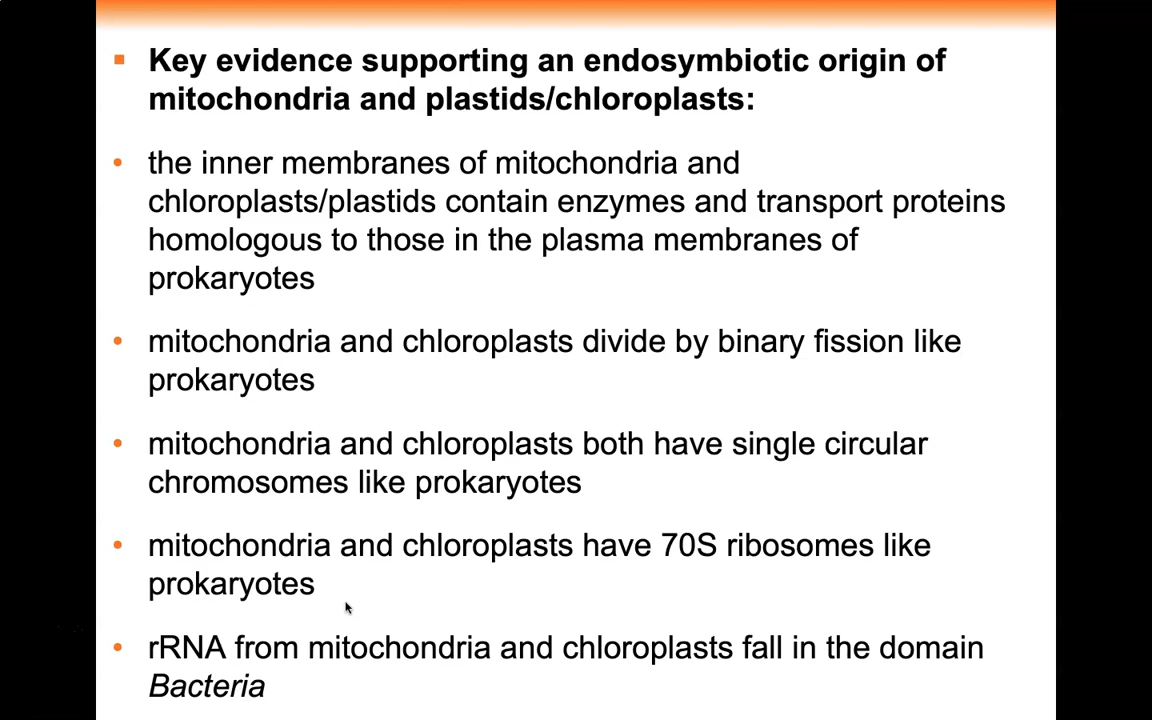 Key evidence supporting an endosymbiotic origin of
mitochondria and plastids/chloroplasts:
the inner membranes of mitochondria and
chloroplasts/plastids contain enzymes and transport proteins
homologous to those in the plasma membranes of
prokaryotes
mitochondria and chloroplasts divide by binary fission like
prokaryotes
mitochondria and chloroplasts both have single circular
chromosomes like prokaryotes
mitochondria and chloroplasts have 70S ribosomes like
prokaryotes
rRNA from mitochondria and chloroplasts fall in the domain
Bacteria